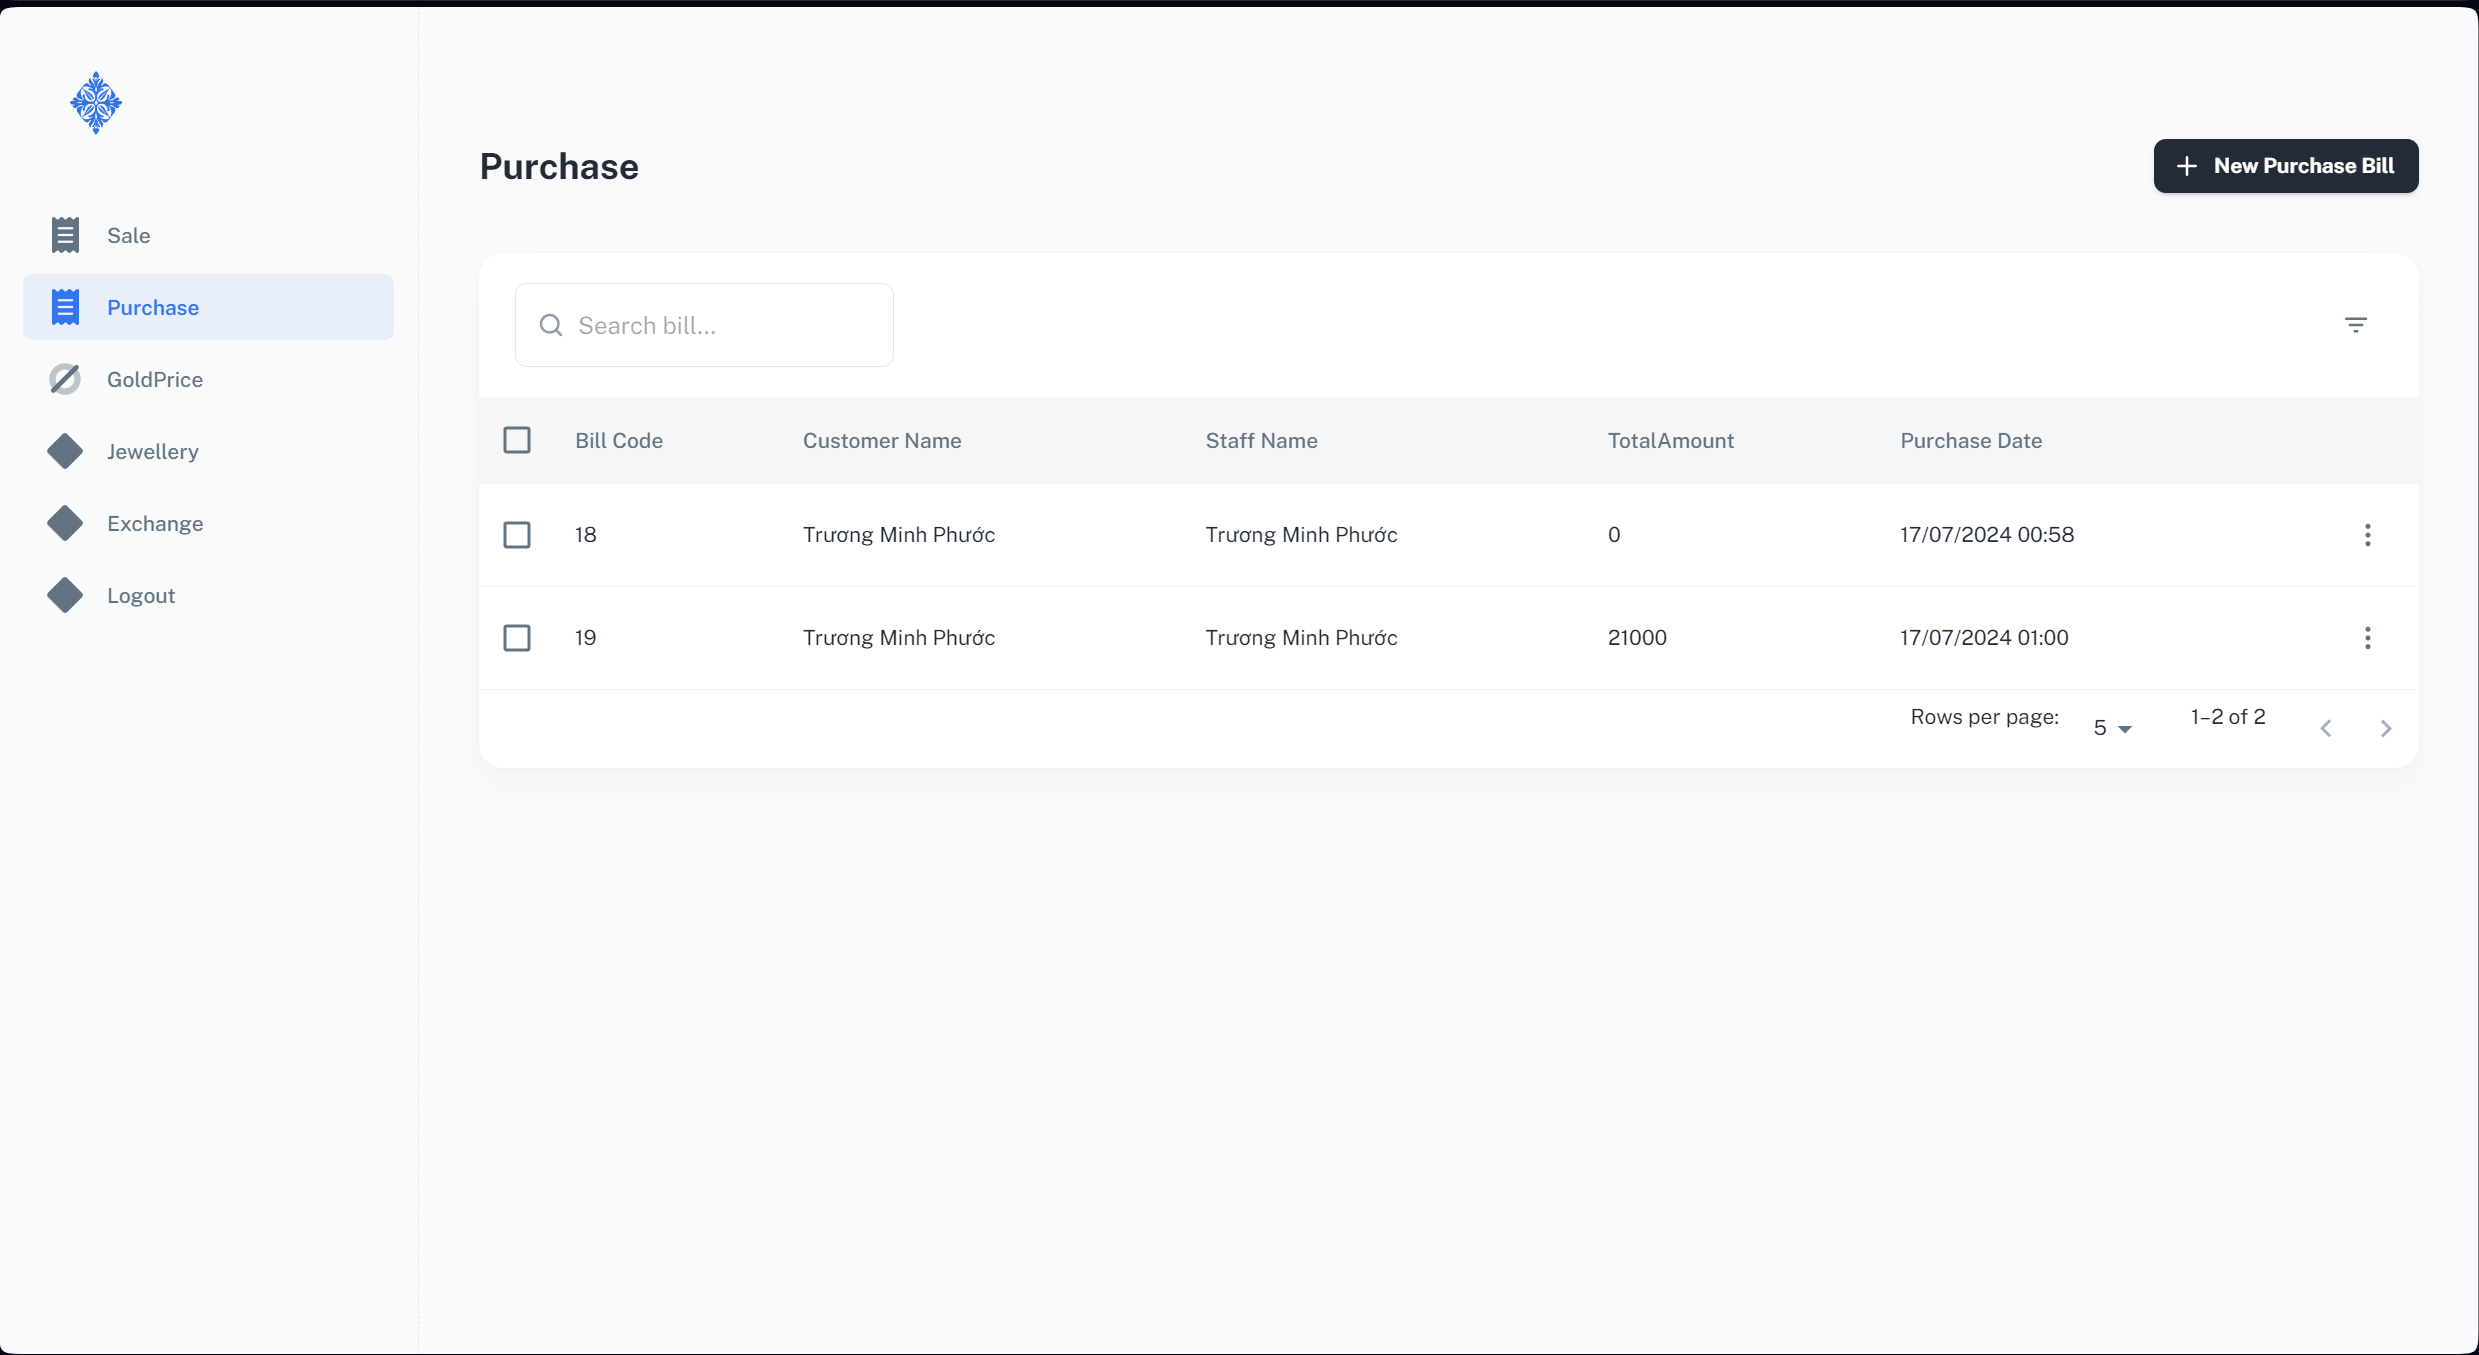 Sale
Purchase
GoldPrice
Jewellery
Exchange
Logout
Purchase
New Purchase Bill
Search bill...
Bill Code Customer Name Staff Name TotalAmount Purchase Date
18 Trương Minh Phước Trương Minh Phước 0 17/07/2024 00:58
19 Trương Minh Phước Trương Minh Phước 21000 17/07/2024 01:00
Rows per page: 5 1–2 of 2